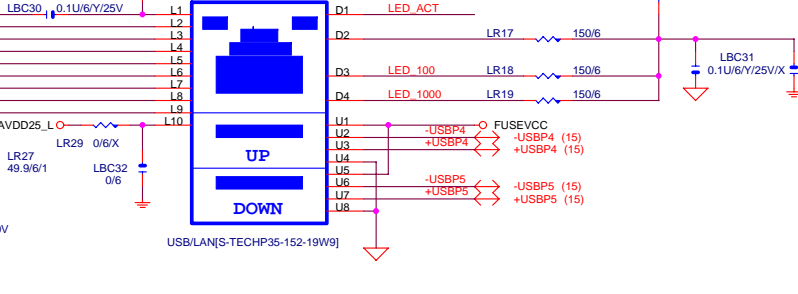 LBC30 0.1U/6/Y/25V L1 D1 LED_ACT
L2
L3 D2 LR17 150/6
L4
L5 LBC31
L6 D3 LED_100 LR18 150/6 0.1U/6/Y/25V/X
L7
L8 D4 LED_1000 LR19 150/6
L9
AVDD25_L L10 U1 FUSEVCC
LR29 0/6/X U2 -USBP4 -USBP4 (15)
U3 +USBP4 +USBP4 (15)
LR27 UP U4
49.9/6/1 LBC32 U5
0/6 U6 -USBP5 -USBP5 (15)
U7 +USBP5 +USBP5 (15)
DOWN U8
USB/LAN[S-TECHP35-152-19W9]